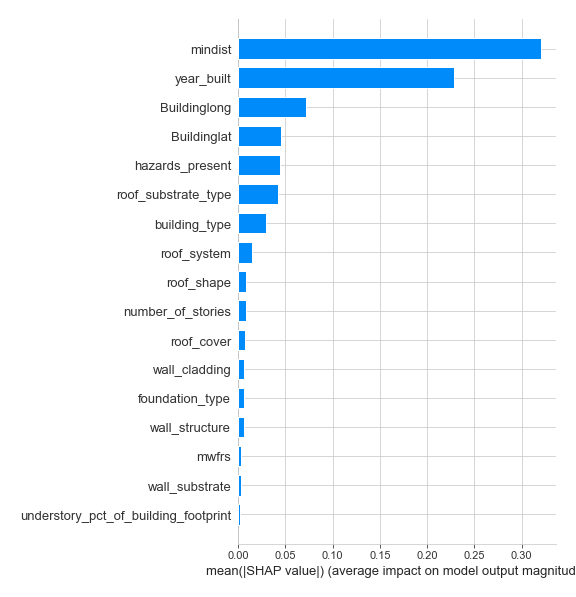 mindist
year_built
Buildinglong
Buildinglat
hazards_present
roof_substrate_type
building_type
roof_system
roof_shape
number_of_stories
roof_cover
wall_cladding
foundation_type
wall_structure
mwfrs
wall_substrate
understory_pct_of_building_footprint
0.00 0.05 0.10 0.15 0.20 0.25 0.30
mean(|SHAP value|) (average impact on model output magnitud